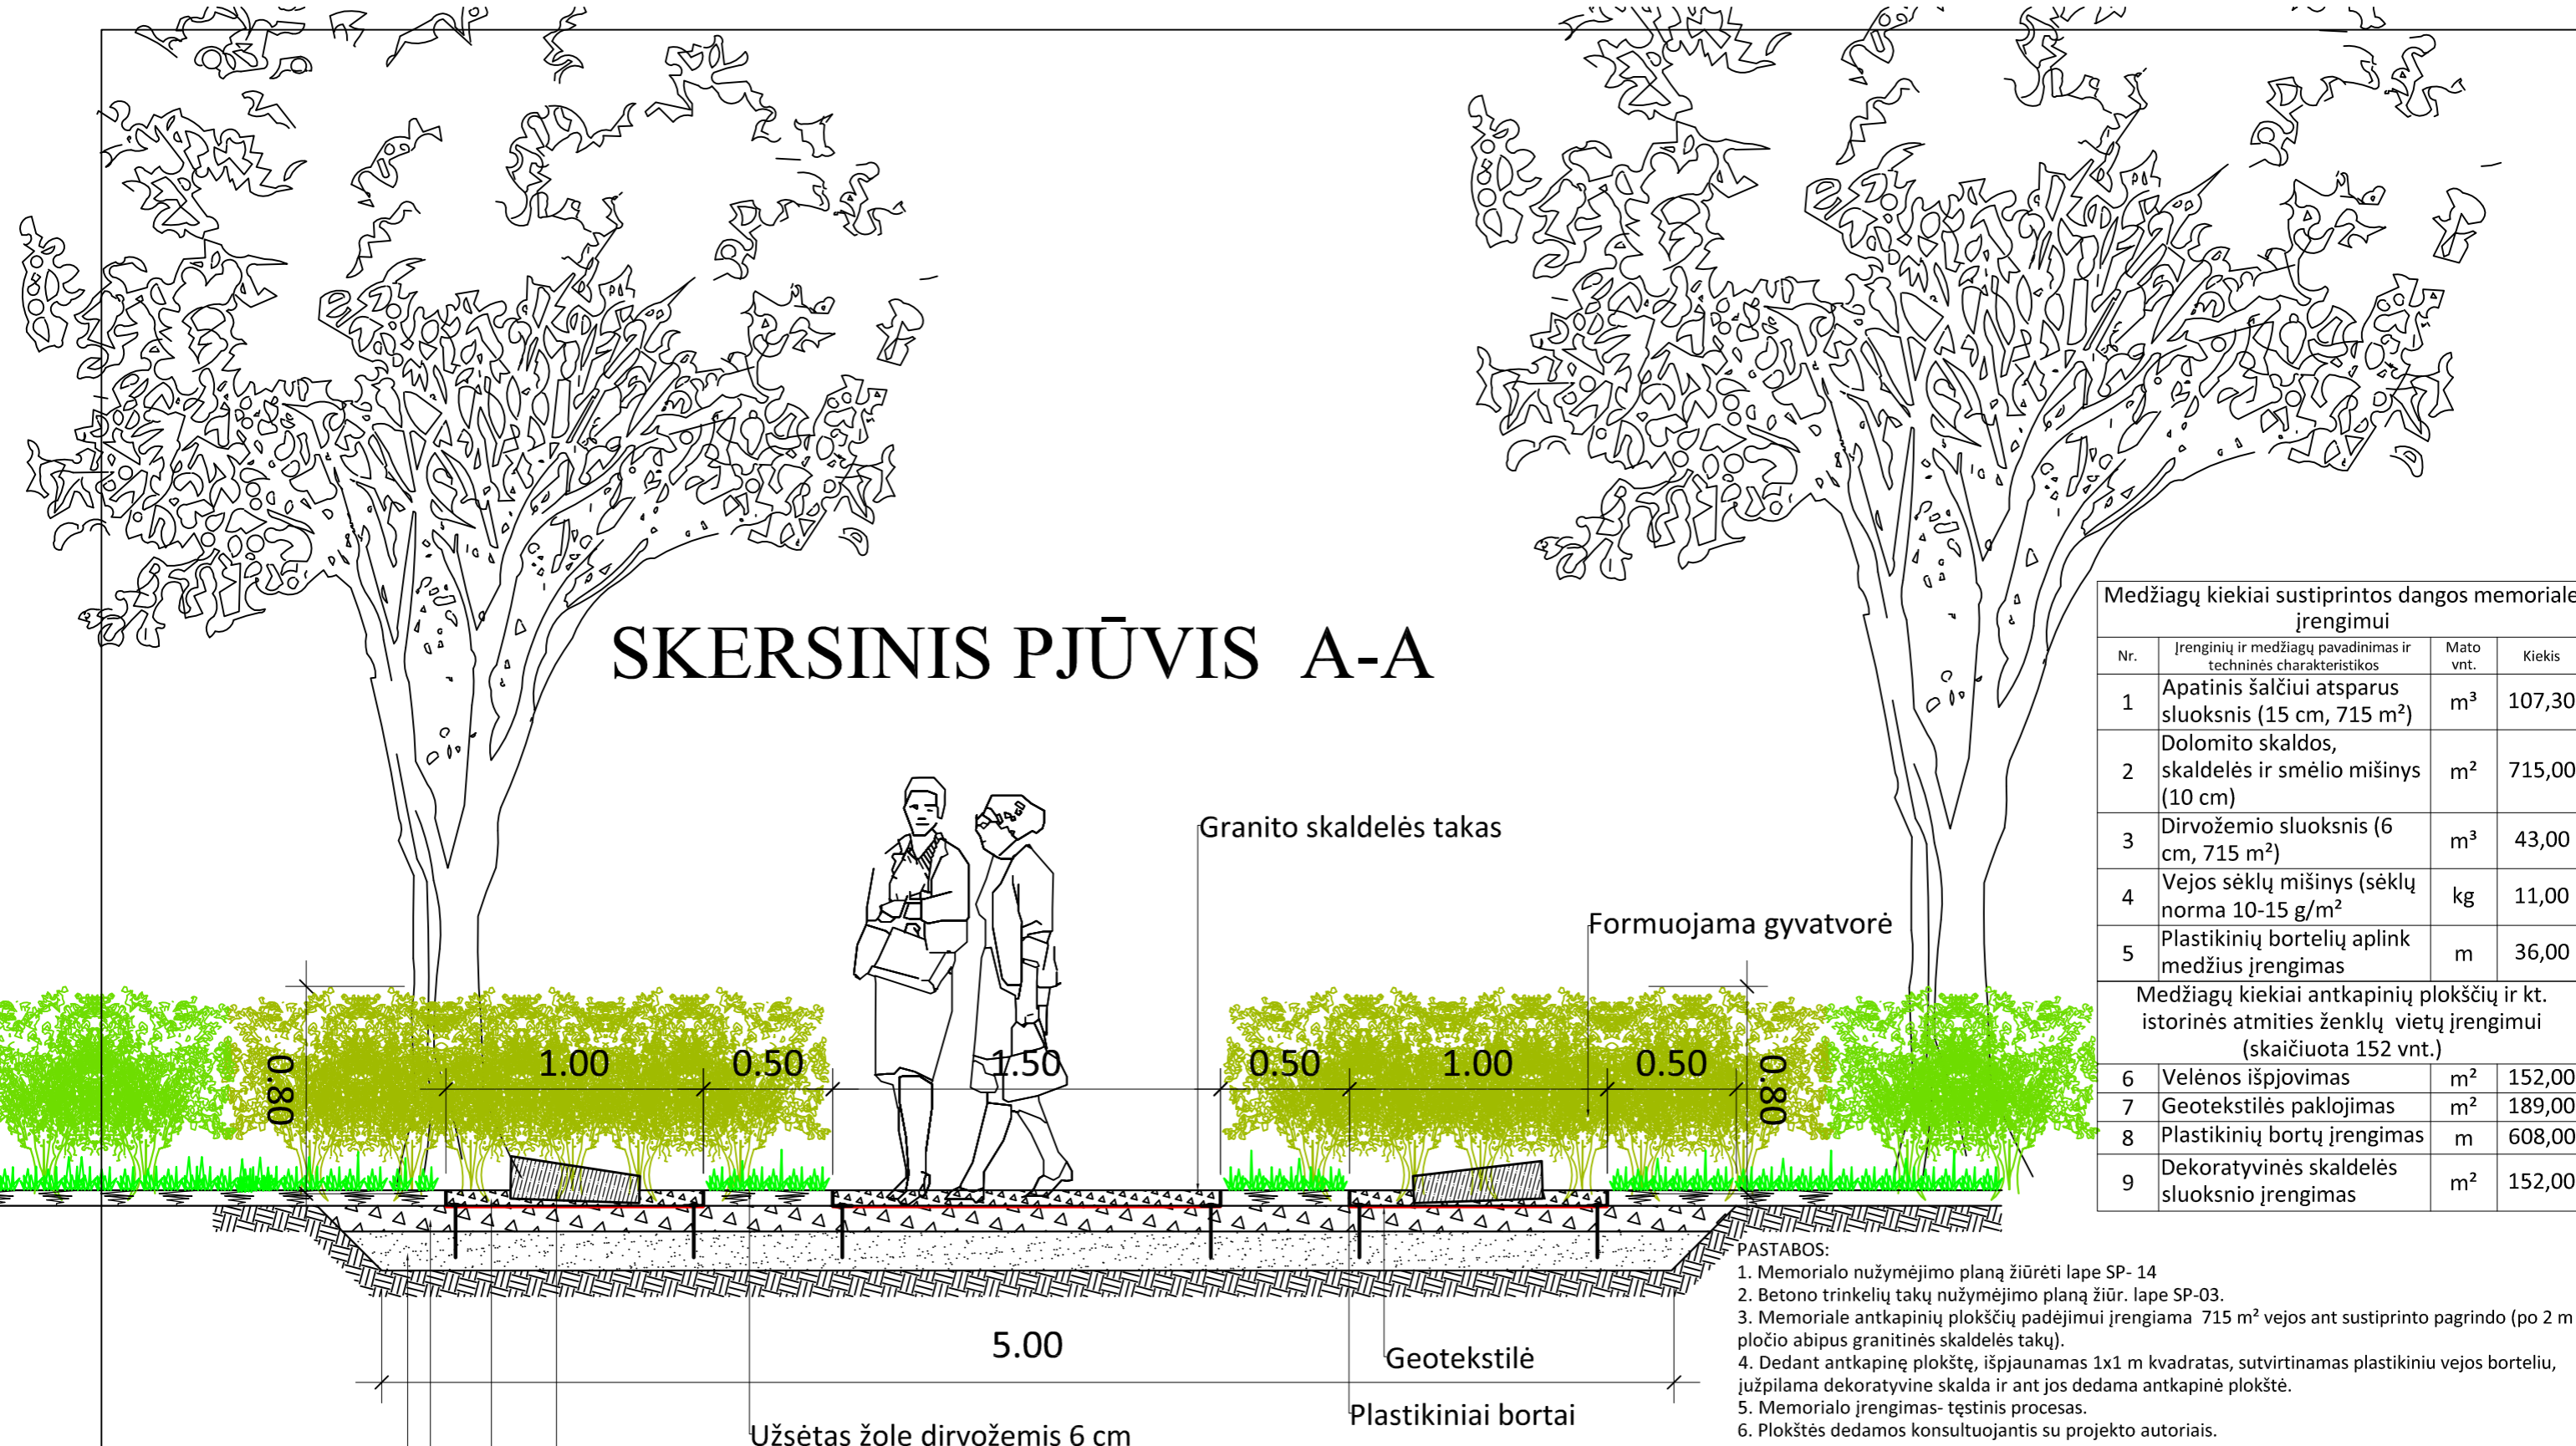 SKERSINIS PJŪVIS A-A
Granito skaldelės takas
Formuojama gyvatvorė
0.80
1.00
0.50
1.50
0.50
1.00
0.50
0.80
5.00
Geotekstilė
Plastikiniai bortai
Užsėtas žole dirvožemis 6 cm
Medžiagų kiekiai sustiprintos dangos memoriale
įrengimui
Nr. Įrenginių ir medžiagų pavadinimas ir Mato Kiekis
techninės charakteristikos vnt.
1 Apatinis šalčiui atsparus m³ 107,30
sluoksnis (15 cm, 715 m²)
2 Dolomito skaldos, m² 715,00
skaldelės ir smėlio mišinys
(10 cm)
3 Dirvožemio sluoksnis (6 m³ 43,00
cm, 715 m²)
4 Vejos sėklų mišinys (sėklų kg 11,00
norma 10-15 g/m²
5 Plastikinių bortelių aplink m 36,00
medžius įrengimas
Medžiagų kiekiai antkapinių plokščių ir kt.
istorinės atmities ženklų vietų įrengimui
(skaičiuota 152 vnt.)
6 Velėnos išpjovimas m² 152,00
7 Geotekstilės paklojimas m² 189,00
8 Plastikinių bortų įrengimas m 608,00
9 Dekoratyvinės skaldelės m² 152,00
sluoksnio įrengimas
PASTABOS:
1. Memorialo nužymėjimo planą žiūrėti lape SP- 14
2. Betono trinkelių takų nužymėjimo planą žiūr. lape SP-03.
3. Memoriale antkapinių plokščių padėjimui įrengiama 715 m² vejos ant sustiprinto pagrindo (po 2 m
pločio abipus granitinės skaldelės takų).
4. Dedant antkapinę plokštę, išpjaunamas 1x1 m kvadratas, sutvirtinamas plastikiniu vejos borteliu,
įužpilama dekoratyvine skalda ir ant jos dedama antkapinė plokštė.
5. Memorialo įrengimas- tęstinis procesas.
6. Plokštės dedamos konsultuojantis su projekto autoriais.